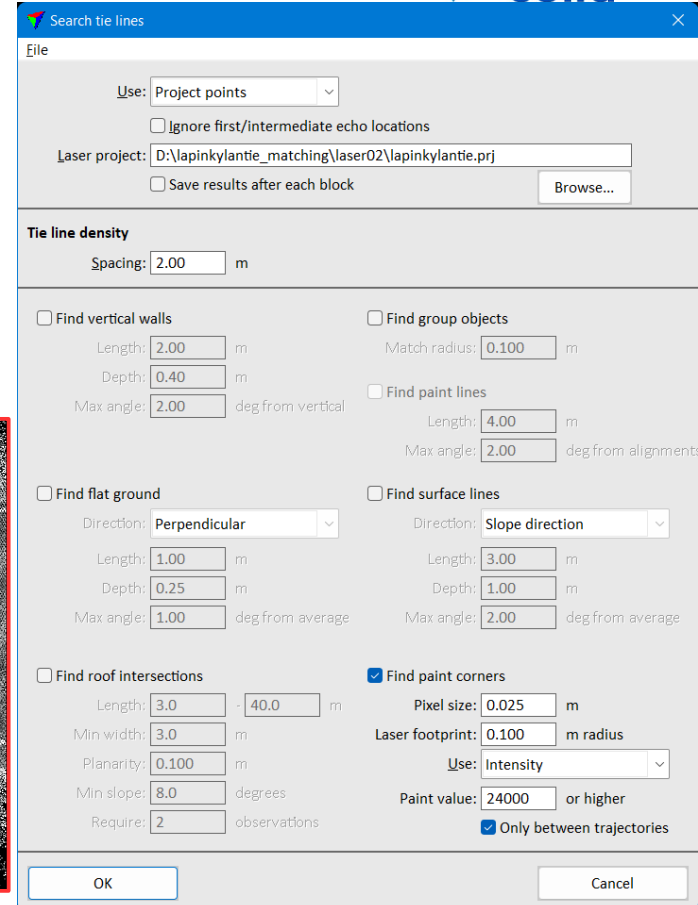 Search tie lines
File
Use: Project points
Ignore first/intermediate echo locations
Laser project: D:\lapinkylantie_matching\laser02\lapinkylantie.prj
Save results after each block
Browse...
Tie line density
Spacing: 2.00 m
Find vertical walls
Length: 2.00 m
Depth: 0.40 m
Max angle: 2.00 deg from vertical
Find group objects
Match radius: 0.100 m
Find paint lines
Length: 4.00 m
Max angle: 2.00 deg from alignments
Find flat ground
Direction: Perpendicular
Length: 1.00 m
Depth: 0.25 m
Max angle: 1.00 deg from average
Find surface lines
Direction: Slope direction
Length: 3.00 m
Depth: 1.00 m
Max angle: 2.00 deg from average
Find roof intersections
Length: 3.0 - 40.0 m
Min width: 3.0 m
Planarity: 0.100 m
Min slope: 8.0 degrees
Require: 2 observations
Find paint corners
Pixel size: 0.025 m
Laser footprint: 0.100 m radius
Use: Intensity
Paint value: 24000 or higher
Only between trajectories
OK
Cancel